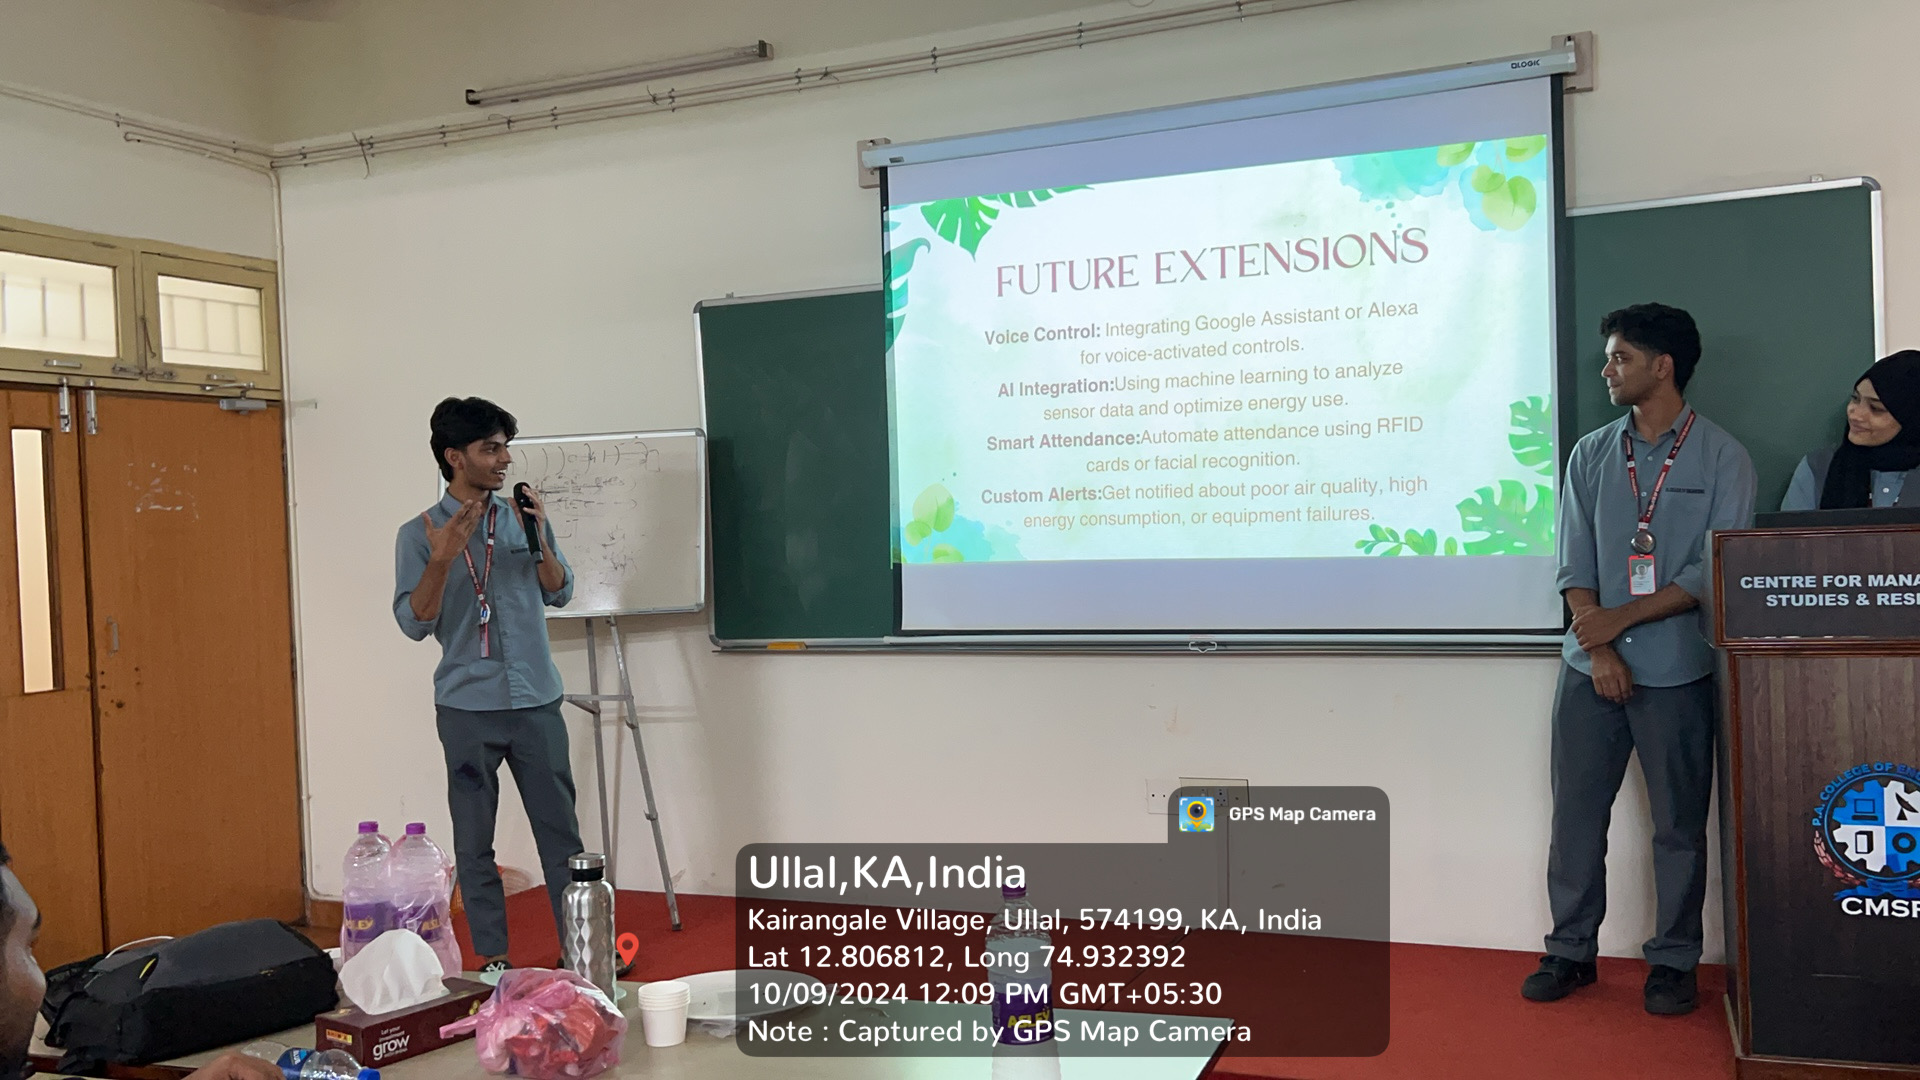 LOGIC
FUTURE EXTENSIONS
Voice Control: Integrating Google Assistant or Alexa
for voice-activated controls.
AI Integration:Using machine learning to analyze
sensor data and optimize energy use.
Smart Attendance:Automate attendance using RFID
cards or facial recognition.
Custom Alerts:Get notified about poor air quality, high
energy consumption, or equipment failures.
CENTRE FOR MANA
STUDIES & RES
P.A.COLLEGE OF EN
CMSR
GPS Map Camera
Ullal,KA,India
Kairangale Village, Ullal, 574199, KA, India
Lat 12.806812, Long 74.932392
10/09/2024 12:09 PM GMT+05:30
Note : Captured by GPS Map Camera
grow